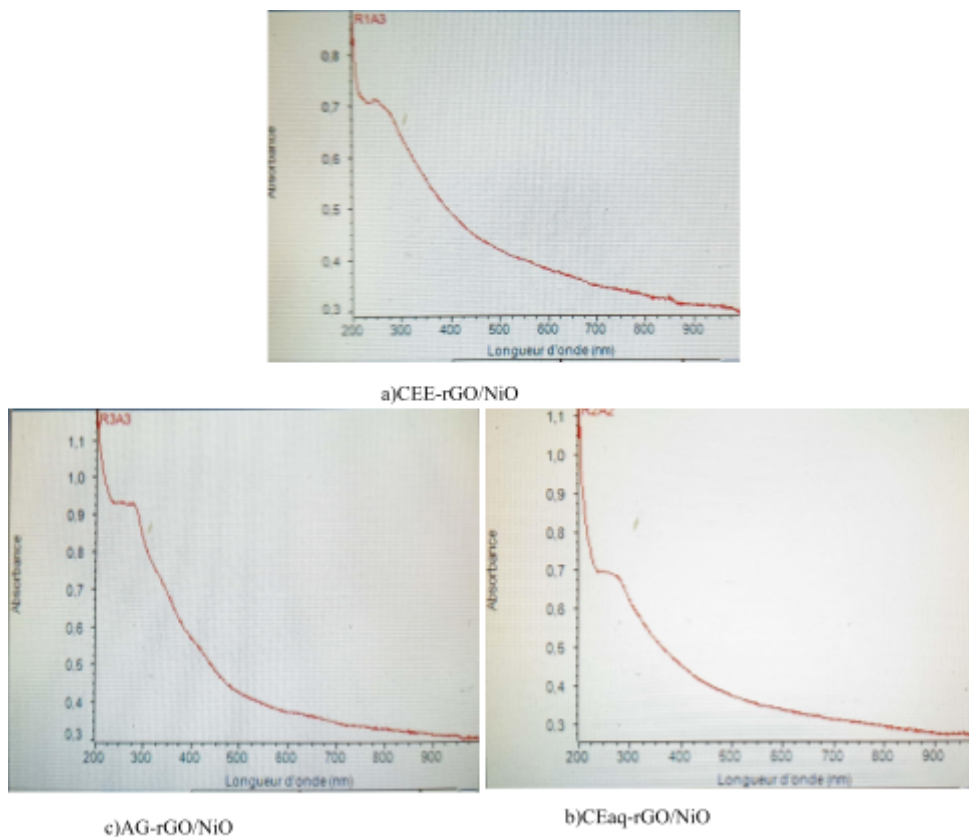 R1A3
0,8
0,7
0,6
0,5
0,4
0,3
Absorbance
200 300 400 500 600 700 800 900
Longueur d'onde (nm)
a)CEE-rGO/NiO
R3A3
1,1
1,0
0,9
0,8
0,7
0,6
0,5
0,4
0,3
Absorbance
200 300 400 500 600 700 800 900
Longueur d'onde (nm)
c)AG-rGO/NiO
R2A2
1,1
1,0
0,9
0,8
0,7
0,6
0,5
0,4
0,3
Absorbance
200 300 400 500 600 700 800 900
Longueur d'onde (nm)
b)CEaq-rGO/NiO